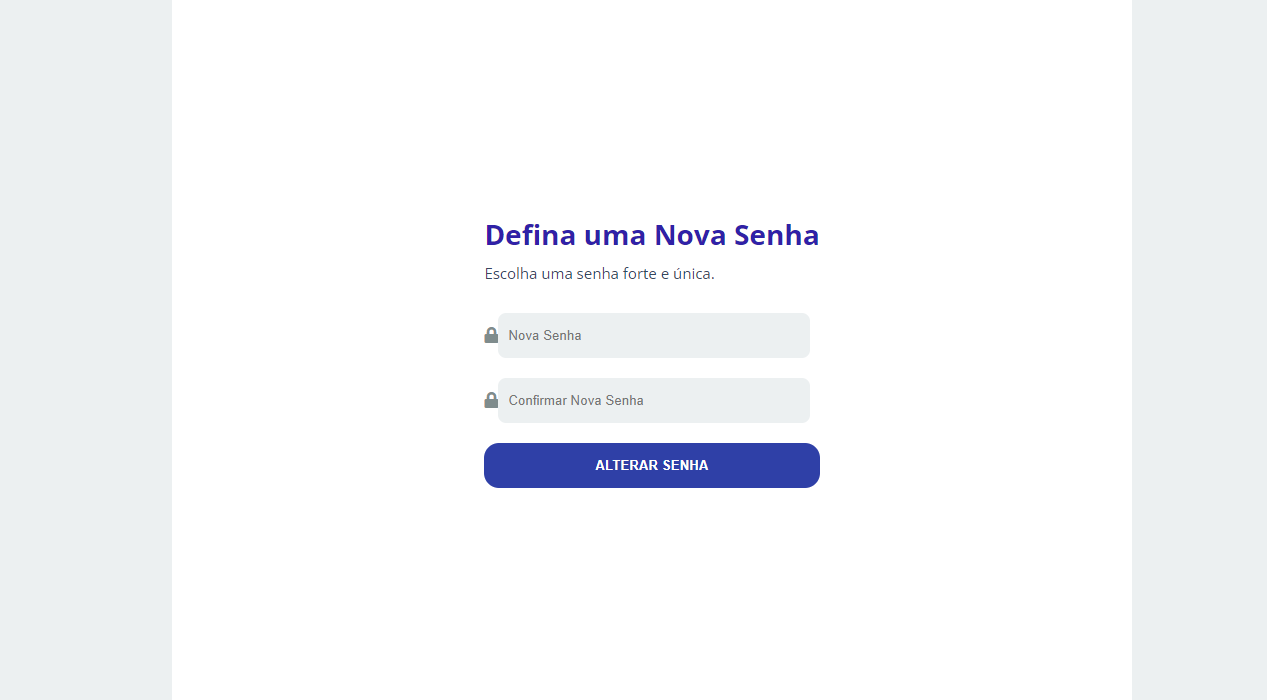 Defina uma Nova Senha
Escolha uma senha forte e única.
Nova Senha
Confirmar Nova Senha
ALTERAR SENHA